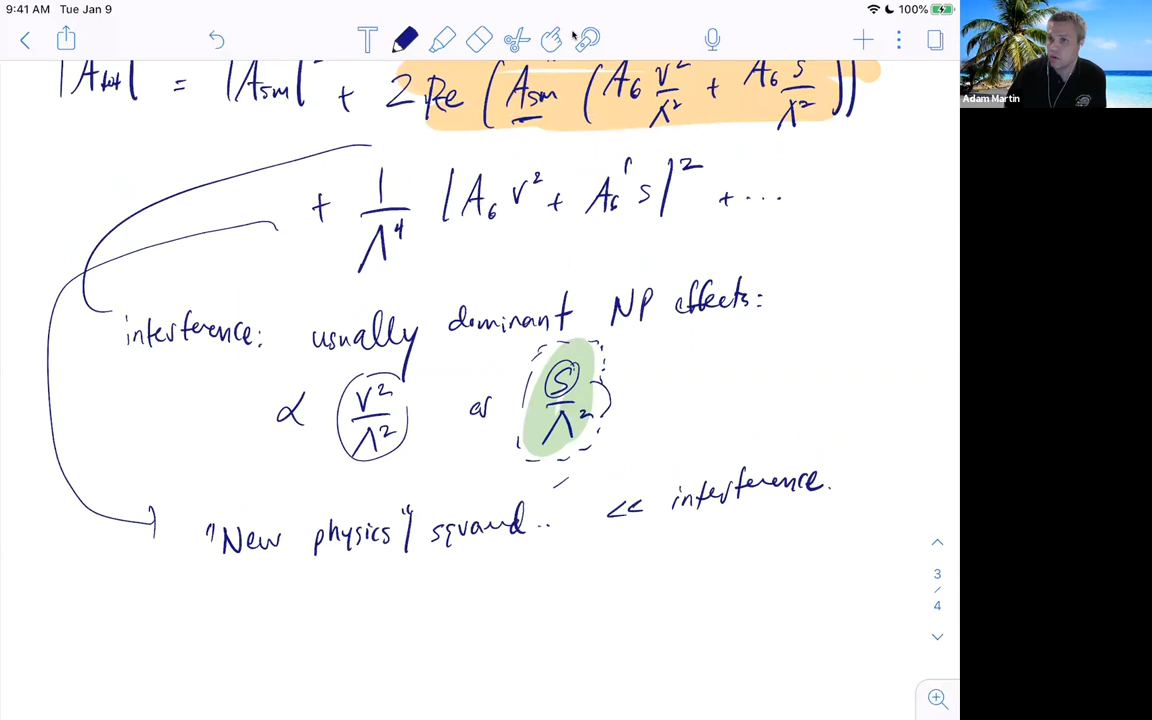 9:41 AM Tue Jan 9
100%
|A_tot|² = |A_SM|² + 2 Re (A_SM (A_6 v²/Λ² + A_6 s/Λ²))
Adam Martin
+ 1/Λ⁴ |A_6 v² + A_6' s|² + ....
interference: usually dominant NP effects:
∝ v²/Λ² or s/Λ²
"New physics" squared .. << interference.
3
/
4